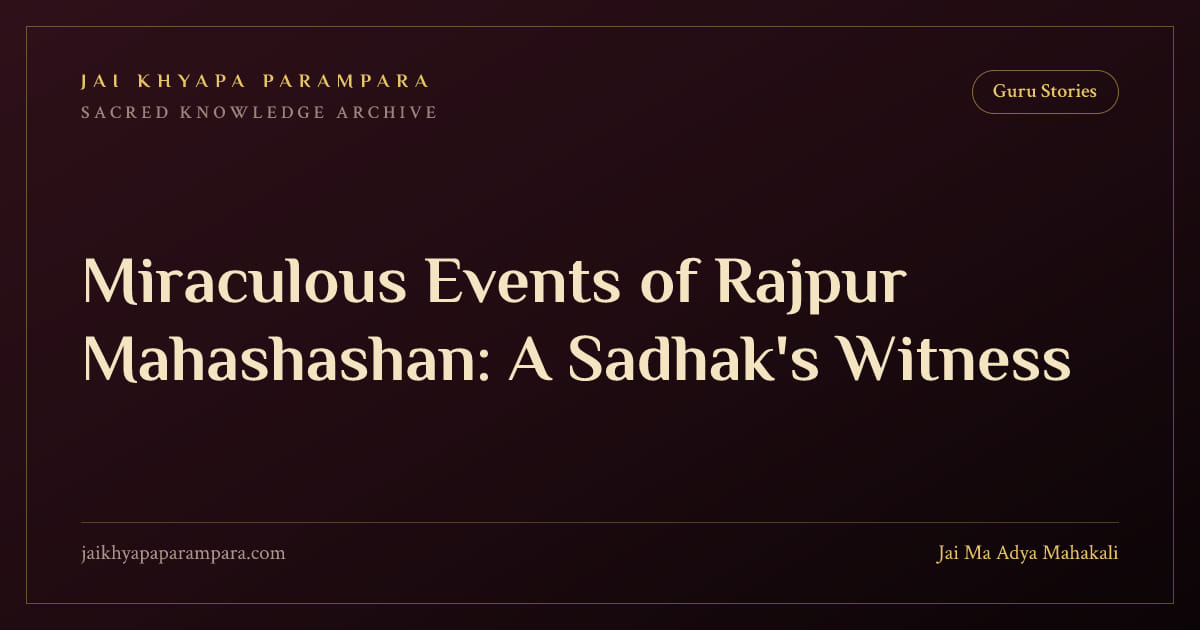 JAI KHYAPA PARAMPARA
SACRED KNOWLEDGE ARCHIVE
Guru Stories
Miraculous Events of Rajpur
Mahashashan: A Sadhak's Witness
jaikhyapaparampara.com
Jai Ma Adya Mahakali